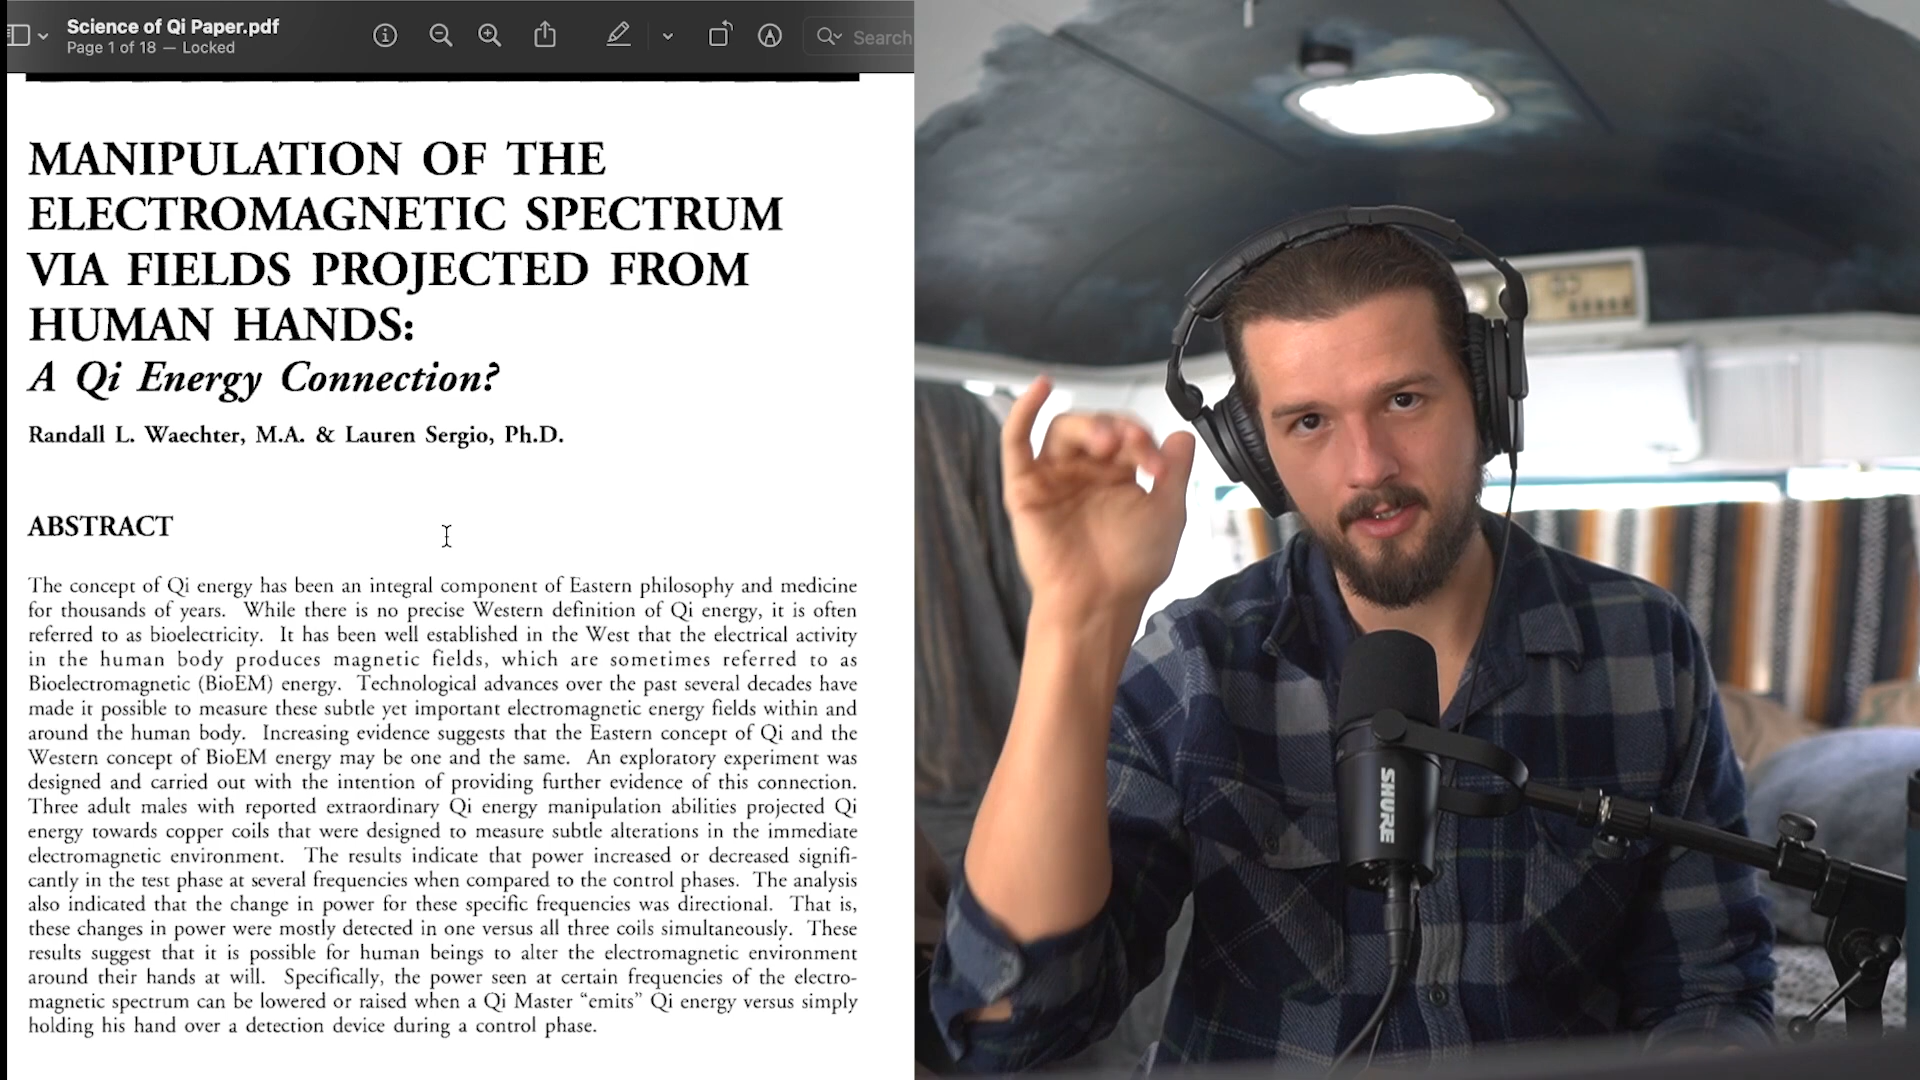 Science of Qi Paper.pdf
Page 1 of 18 — Locked
Search
MANIPULATION OF THE
ELECTROMAGNETIC SPECTRUM
VIA FIELDS PROJECTED FROM
HUMAN HANDS:
A Qi Energy Connection?
Randall L. Waechter, M.A. & Lauren Sergio, Ph.D.
ABSTRACT
The concept of Qi energy has been an integral component of Eastern philosophy and medicine
for thousands of years. While there is no precise Western definition of Qi energy, it is often
referred to as bioelectricity. It has been well established in the West that the electrical activity
in the human body produces magnetic fields, which are sometimes referred to as
Bioelectromagnetic (BioEM) energy. Technological advances over the past several decades have
made it possible to measure these subtle yet important electromagnetic energy fields within and
around the human body. Increasing evidence suggests that the Eastern concept of Qi and the
Western concept of BioEM energy may be one and the same. An exploratory experiment was
designed and carried out with the intention of providing further evidence of this connection.
Three adult males with reported extraordinary Qi energy manipulation abilities projected Qi
energy towards copper coils that were designed to measure subtle alterations in the immediate
electromagnetic environment. The results indicate that power increased or decreased signifi-
cantly in the test phase at several frequencies when compared to the control phases. The analysis
also indicated that the change in power for these specific frequencies was directional. That is,
these changes in power were mostly detected in one versus all three coils simultaneously. These
results suggest that it is possible for human beings to alter the electromagnetic environment
around their hands at will. Specifically, the power seen at certain frequencies of the electro-
magnetic spectrum can be lowered or raised when a Qi Master “emits” Qi energy versus simply
holding his hand over a detection device during a control phase.
SHURE